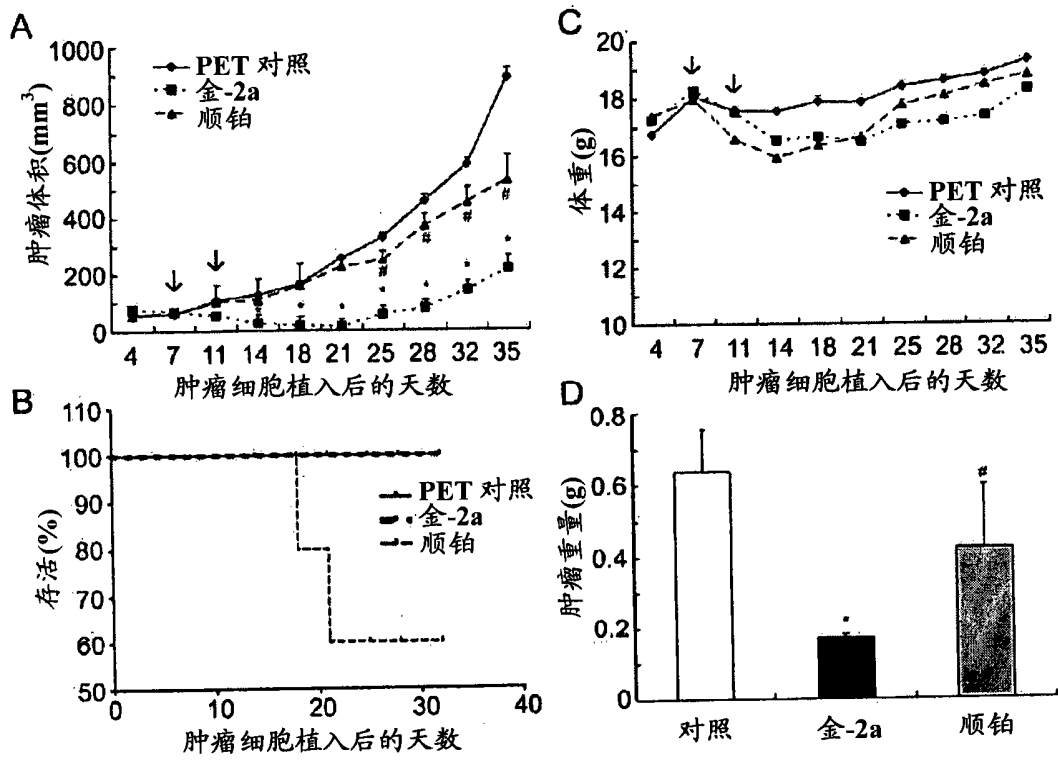 A
肿瘤体积(mm³)
1000
800
600
400
200
0
PET 对照
金-2a
顺铂
* * * * * * *
# # # #
4 7 11 14 18 21 25 28 32 35
肿瘤细胞植入后的天数
B
存活(%)
110
100
90
80
70
60
50
PET 对照
金-2a
顺铂
0 10 20 30 40
肿瘤细胞植入后的天数
C
体重(g)
20
18
16
14
12
10
PET 对照
金-2a
顺铂
4 7 11 14 18 21 25 28 32 35
肿瘤细胞植入后的天数
D
肿瘤重量(g)
0.8
0.6
0.4
0.2
0
*
#
对照 金-2a 顺铂